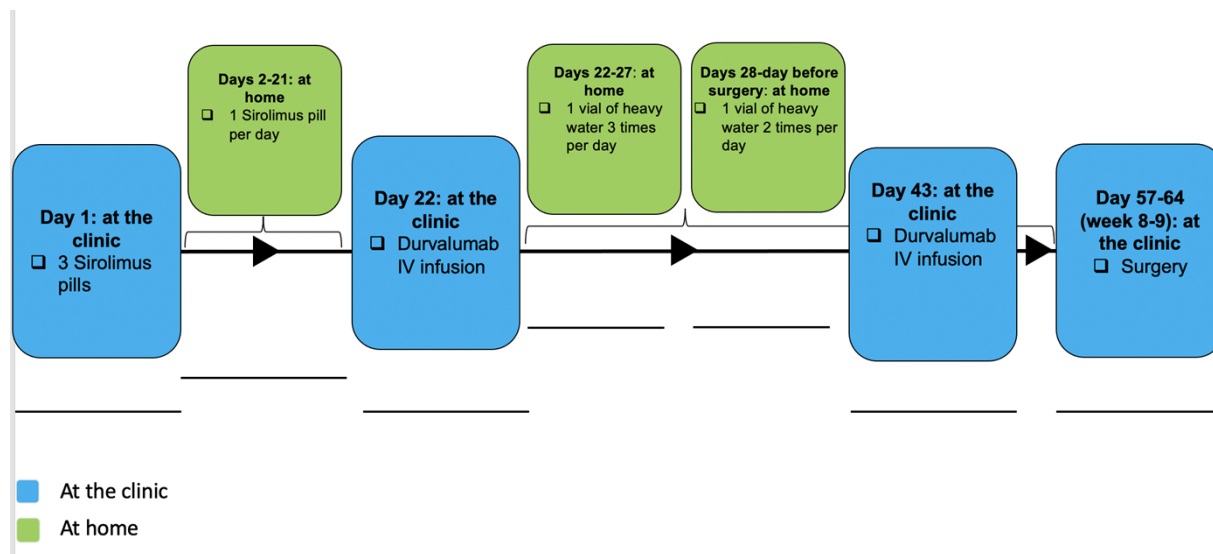 Day 1: at the
clinic
❑ 3 Sirolimus
pills
Days 2-21: at
home
❑ 1 Sirolimus pill
per day
Day 22: at the
clinic
❑ Durvalumab
IV infusion
Days 22-27: at
home
❑ 1 vial of heavy
water 3 times
per day
Days 28-day before
surgery: at home
❑ 1 vial of heavy
water 2 times per
day
Day 43: at the
clinic
❑ Durvalumab
IV infusion
Day 57-64
(week 8-9): at
the clinic
❑ Surgery
At the clinic
At home